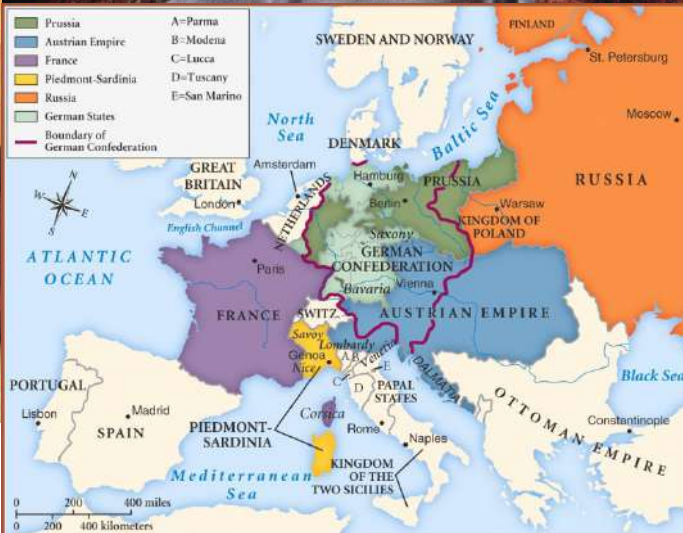 Prussia
Austrian Empire
France
Piedmont-Sardinia
Russia
German States
Boundary of
German Confederation
A=Parma
B=Modena
C=Lucca
D=Tuscany
E=San Marino
SWEDEN AND NORWAY
FINLAND
St. Petersburg
Moscow
North
Sea
Baltic Sea
DENMARK
RUSSIA
GREAT
BRITAIN
Amsterdam
Hamburg
PRUSSIA
London
NETHERLANDS
Berlin
Warsaw
KINGDOM OF
POLAND
N
W
E
S
English Channel
Saxony
ATLANTIC
OCEAN
Paris
GERMAN
CONFEDERATION
Bavaria
Vienna
FRANCE
SWITZ.
AUSTRIAN EMPIRE
Savoy
Lombardy
Venetia
Genoa
Nice
A
B
C
D
E
DALMATIA
PAPAL
STATES
Black Sea
PORTUGAL
Lisbon
Madrid
SPAIN
Corsica
PIEDMONT-
SARDINIA
Rome
Naples
OTTOMAN EMPIRE
Constantinople
Mediterranean
Sea
KINGDOM
OF THE
TWO SICILIES
0 200 400 miles
0 200 400 kilometers